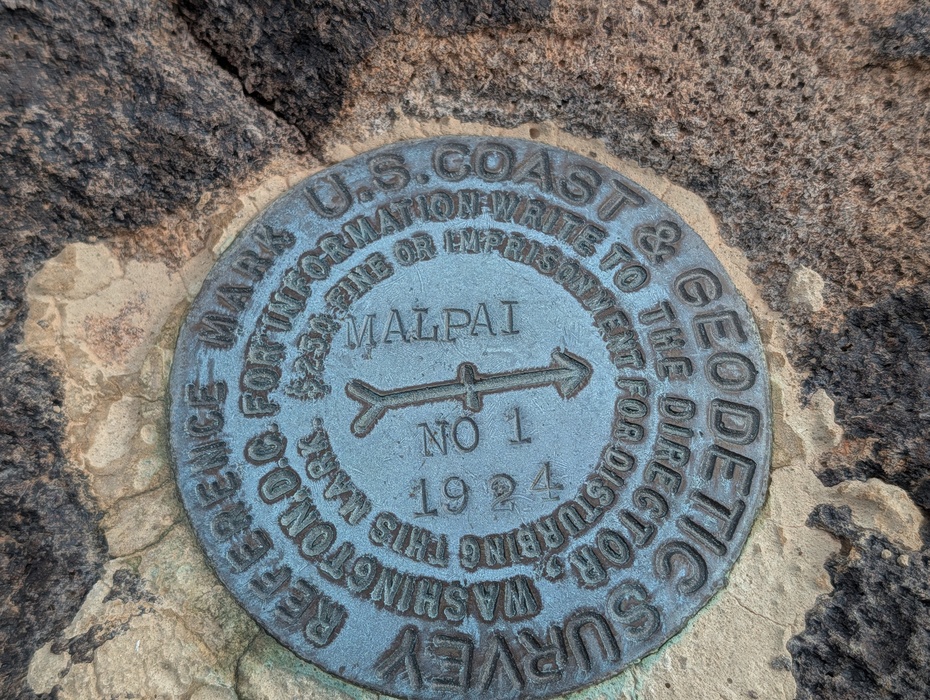 U.S. COAST & GEODETIC SURVEY
REFERENCE MARK
FOR INFORMATION WRITE TO THE DIRECTOR, WASHINGTON, D.C.
$250 FINE OR IMPRISONMENT FOR DISTURBING THIS MARK.
MALPAI
NO 1
1924